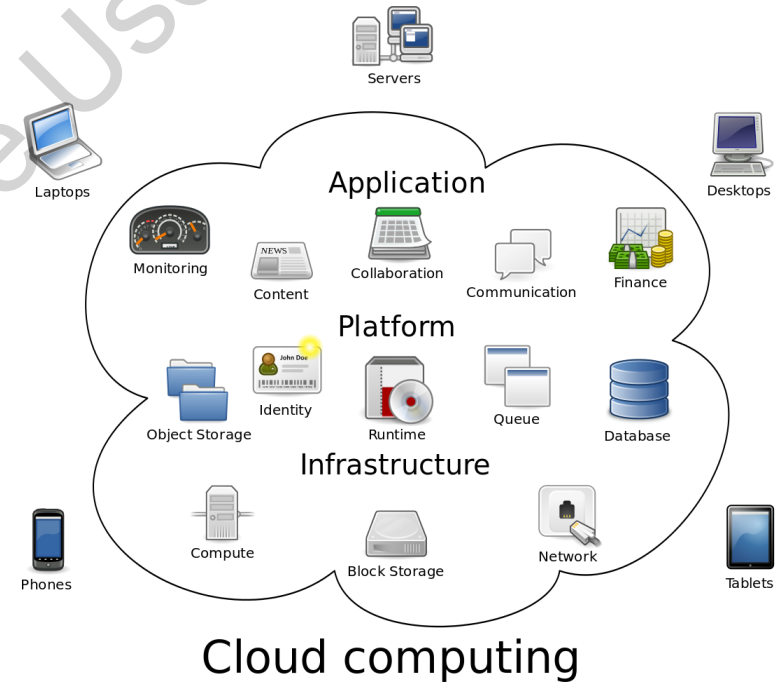 Servers
Laptops
Desktops
Application
Monitoring
NEWS
Content
Collaboration
Communication
Finance
Platform
John Doe
Object Storage
Identity
Runtime
Queue
Database
Infrastructure
Compute
Block Storage
Network
Phones
Tablets
Cloud computing